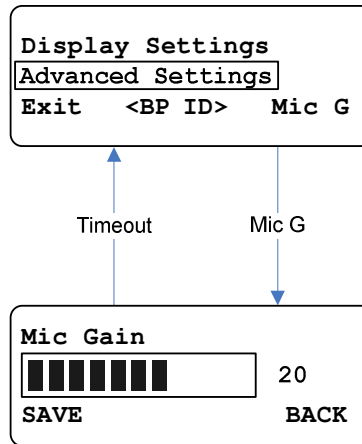 Display Settings
Advanced Settings
Exit <BP ID> Mic G
Timeout
Mic G
Mic Gain
20
SAVE BACK